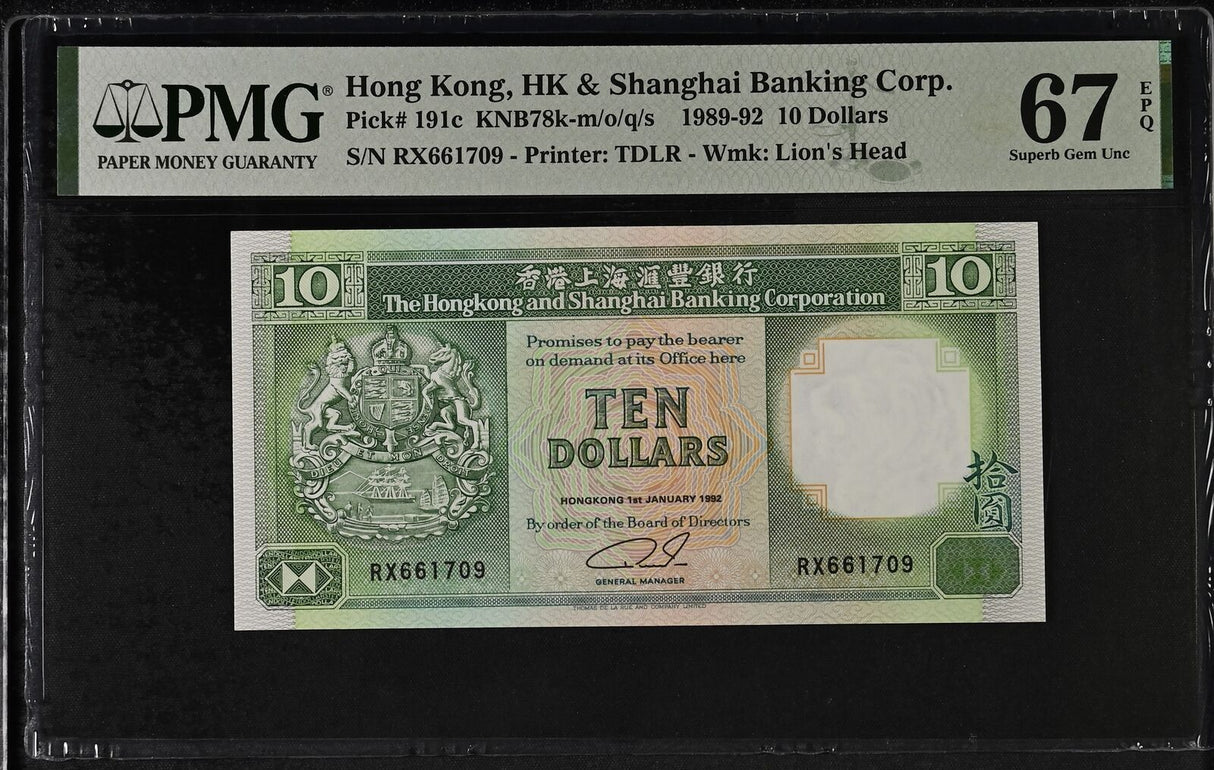 PMG®
PAPER MONEY GUARANTY
Hong Kong, HK & Shanghai Banking Corp.
Pick# 191c KNB78k-m/o/q/s 1989-92 10 Dollars
S/N RX661709 - Printer: TDLR - Wmk: Lion's Head
67
EPQ
Superb Gem Unc
10
香港上海滙豐銀行
10
The Hongkong and Shanghai Banking Corporation
Promises to pay the bearer
on demand at its Office here
TEN
DOLLARS
DIEU ET MON DROIT
拾圓
HONGKONG 1st JANUARY 1992
By order of the Board of Directors
RX661709
RX661709
GENERAL MANAGER
THOMAS DE LA RUE AND COMPANY LIMITED